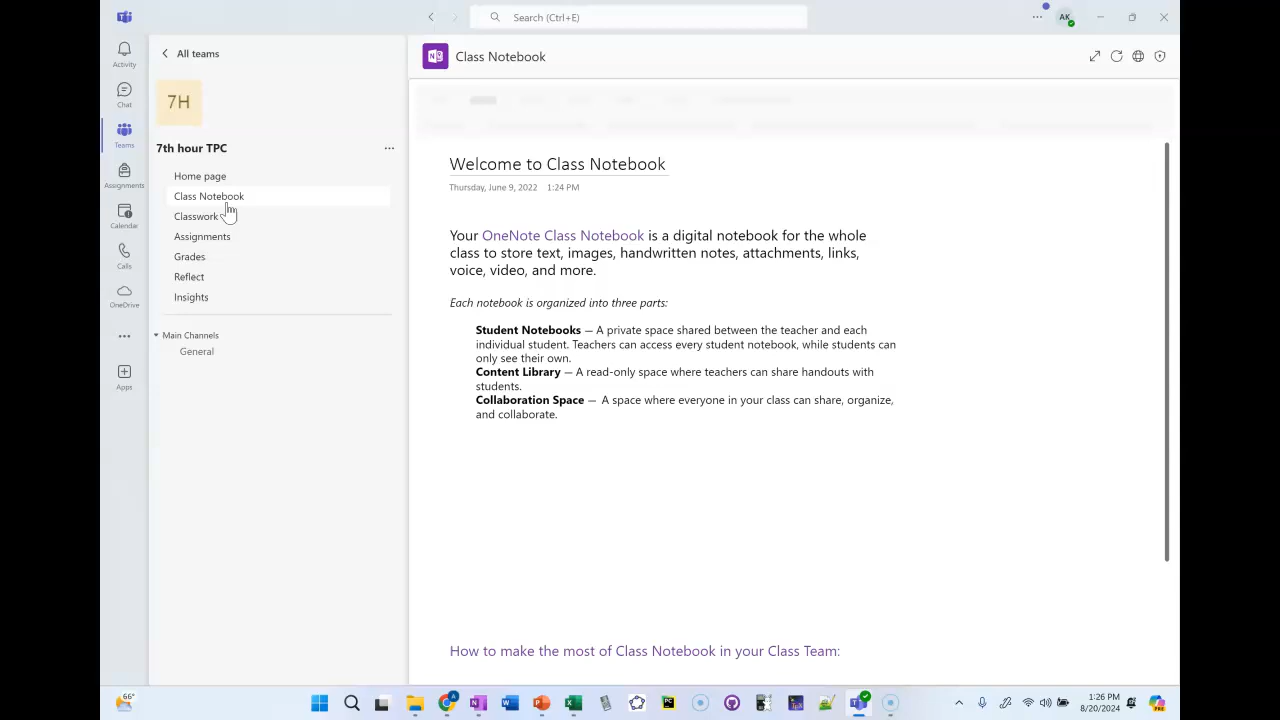 Search (Ctrl+E)
AK
Activity
Chat
Teams
Assignments
Calendar
Calls
OneDrive
Apps
All teams
7H
7th hour TPC
Home page
Class Notebook
Classwork
Assignments
Grades
Reflect
Insights
Main Channels
General
Class Notebook
Welcome to Class Notebook
Thursday, June 9, 2022 1:24 PM
Your OneNote Class Notebook is a digital notebook for the whole
class to store text, images, handwritten notes, attachments, links,
voice, video, and more.
Each notebook is organized into three parts:
Student Notebooks — A private space shared between the teacher and each
individual student. Teachers can access every student notebook, while students can
only see their own.
Content Library — A read-only space where teachers can share handouts with
students.
Collaboration Space — A space where everyone in your class can share, organize,
and collaborate.
How to make the most of Class Notebook in your Class Team:
66°
1:26 PM
8/20/2024